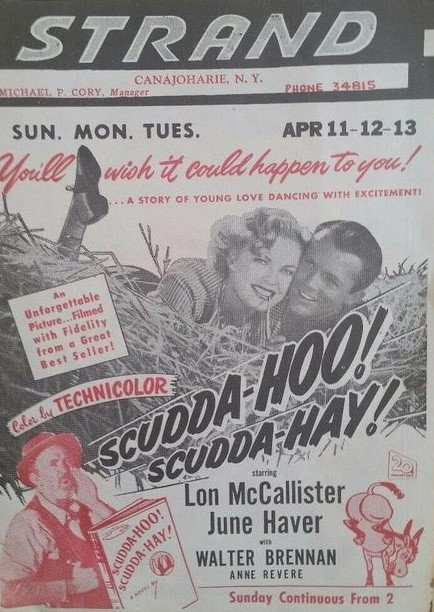 STRAND
CANAJOHARIE, N. Y.
MICHAEL P. CORY, Manager
PHONE 34815
SUN. MON. TUES.
APR 11-12-13
You'll wish it could happen to you!
...A STORY OF YOUNG LOVE DANCING WITH EXCITEMENT!
An
Unforgettable
Picture...Filmed
with Fidelity
from a Great
Best Seller!
Color by TECHNICOLOR
SCUDDA-HOO!
SCUDDA-HAY!
starring
Lon McCallister
June Haver
with
WALTER BRENNAN
ANNE REVERE
SCUDDA-HOO!
SCUDDA-HAY!
A NOVEL BY
20
Sunday Continuous From 2